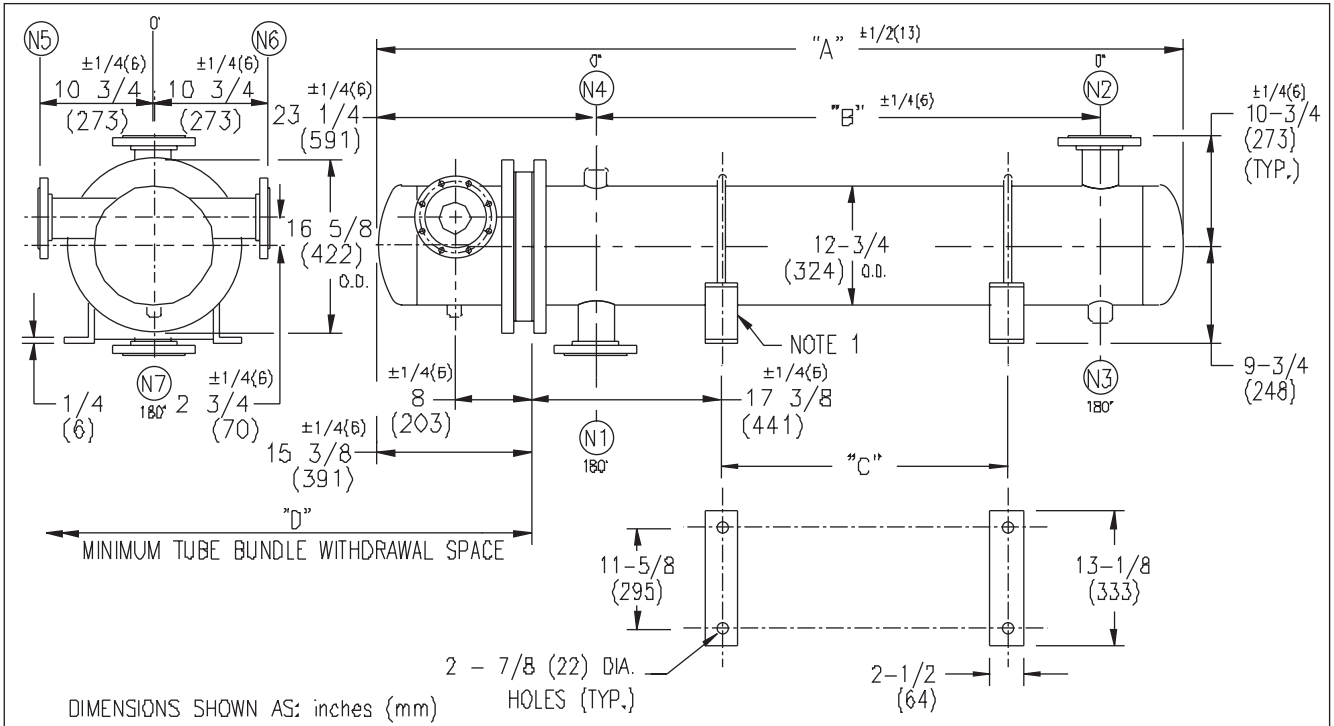 0°
N5
N6
±1/4(6)
±1/4(6)
10 3/4
10 3/4
(273)
(273)
±1/4(6)
23 1/4
(591)
16 5/8
(422)
O.D.
1/4
(6)
N7
180°
±1/4(6)
2 3/4
(70)
"A" ±1/2(13)
0°
N4
0°
N2
"B" ±1/4(6)
±1/4(6)
10-3/4
(273)
(TYP.)
12-3/4
(324) O.D.
NOTE 1
9-3/4
(248)
N3
180°
±1/4(6)
8
(203)
±1/4(6)
17 3/8
(441)
±1/4(6)
15 3/8
(391)
N1
180°
"C"
"D"
MINIMUM TUBE BUNDLE WITHDRAWAL SPACE
11-5/8
(295)
13-1/8
(333)
2 - 7/8 (22) DIA.
HOLES (TYP.)
2-1/2
(64)
DIMENSIONS SHOWN AS: inches (mm)